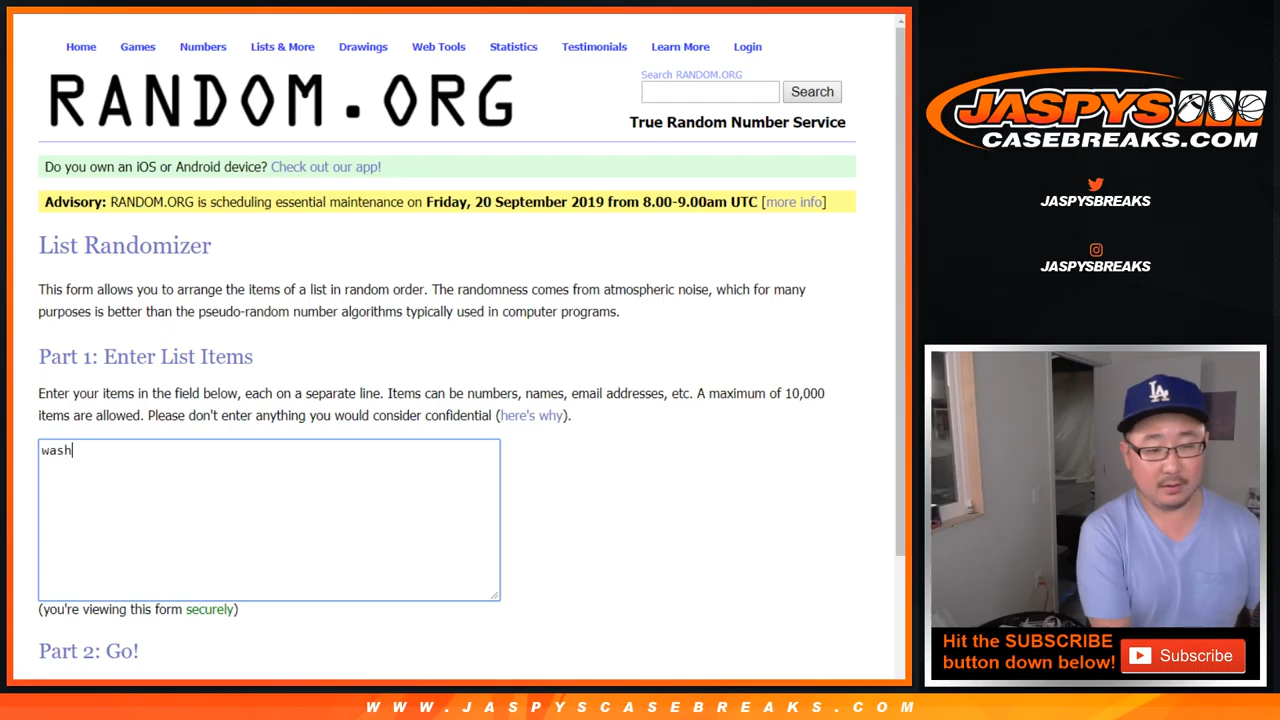 Home Games Numbers Lists & More Drawings Web Tools Statistics Testimonials Learn More Login
RANDOM.ORG
Search RANDOM.ORG
Search
True Random Number Service
Do you own an iOS or Android device? Check out our app!
Advisory: RANDOM.ORG is scheduling essential maintenance on Friday, 20 September 2019 from 8.00-9.00am UTC [more info]
List Randomizer
This form allows you to arrange the items of a list in random order. The randomness comes from atmospheric noise, which for many
purposes is better than the pseudo-random number algorithms typically used in computer programs.
Part 1: Enter List Items
Enter your items in the field below, each on a separate line. Items can be numbers, names, email addresses, etc. A maximum of 10,000
items are allowed. Please don't enter anything you would consider confidential (here's why).
wash
(you're viewing this form securely)
Part 2: Go!
JASPYS
CASEBREAKS.COM
JASPYSBREAKS
JASPYSBREAKS
LA
Hit the SUBSCRIBE
button down below!
Subscribe
WWW.JASPYSCASEBREAKS.COM